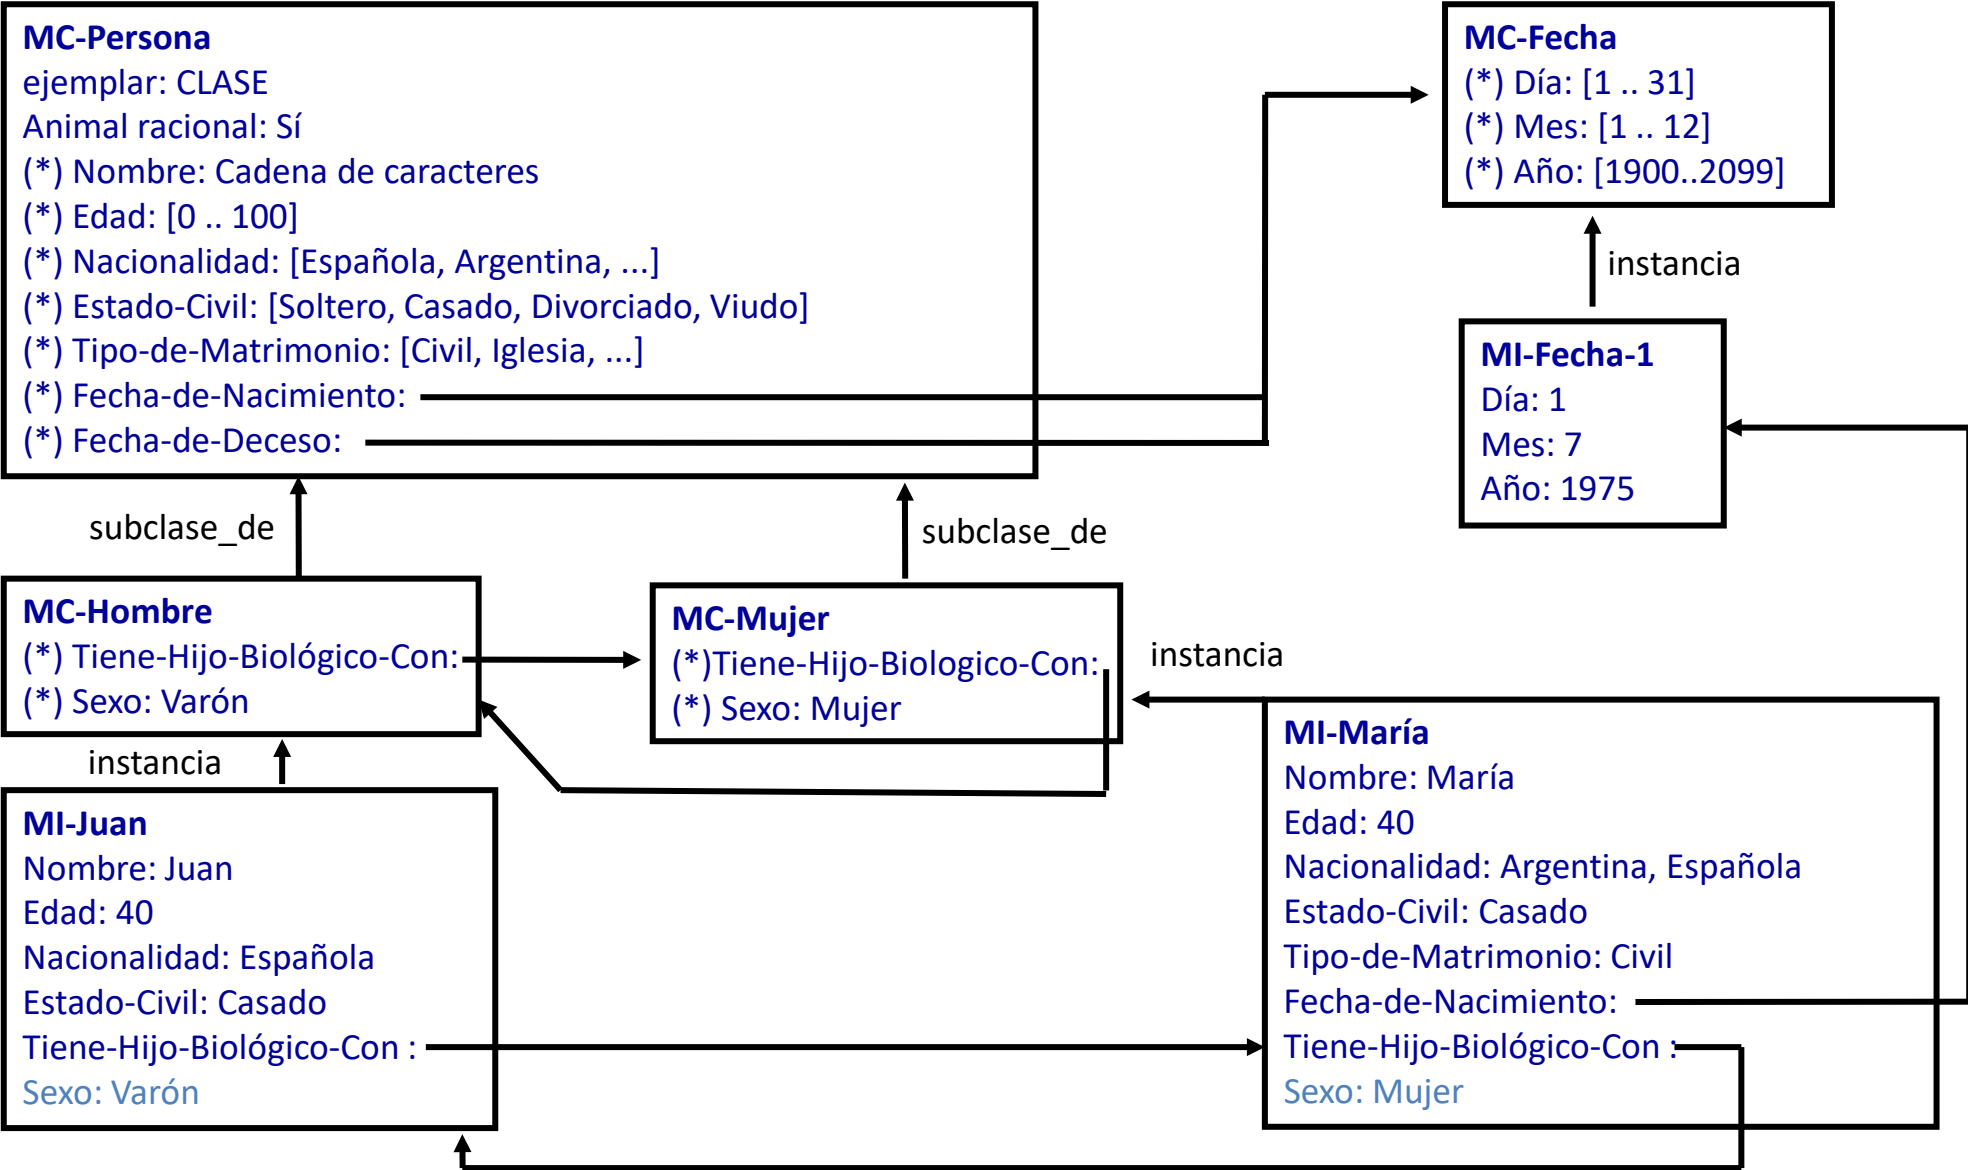 MC-Persona
ejemplar: CLASE
Animal racional: Sí
(*) Nombre: Cadena de caracteres
(*) Edad: [0 .. 100]
(*) Nacionalidad: [Española, Argentina, ...]
(*) Estado-Civil: [Soltero, Casado, Divorciado, Viudo]
(*) Tipo-de-Matrimonio: [Civil, Iglesia, ...]
(*) Fecha-de-Nacimiento:
(*) Fecha-de-Deceso:
MC-Fecha
(*) Día: [1 .. 31]
(*) Mes: [1 .. 12]
(*) Año: [1900..2099]
instancia
MI-Fecha-1
Día: 1
Mes: 7
Año: 1975
subclase_de
subclase_de
MC-Hombre
(*) Tiene-Hijo-Biológico-Con:
(*) Sexo: Varón
MC-Mujer
(*)Tiene-Hijo-Biologico-Con:
(*) Sexo: Mujer
instancia
instancia
MI-Juan
Nombre: Juan
Edad: 40
Nacionalidad: Española
Estado-Civil: Casado
Tiene-Hijo-Biológico-Con :
Sexo: Varón
MI-María
Nombre: María
Edad: 40
Nacionalidad: Argentina, Española
Estado-Civil: Casado
Tipo-de-Matrimonio: Civil
Fecha-de-Nacimiento:
Tiene-Hijo-Biológico-Con :
Sexo: Mujer